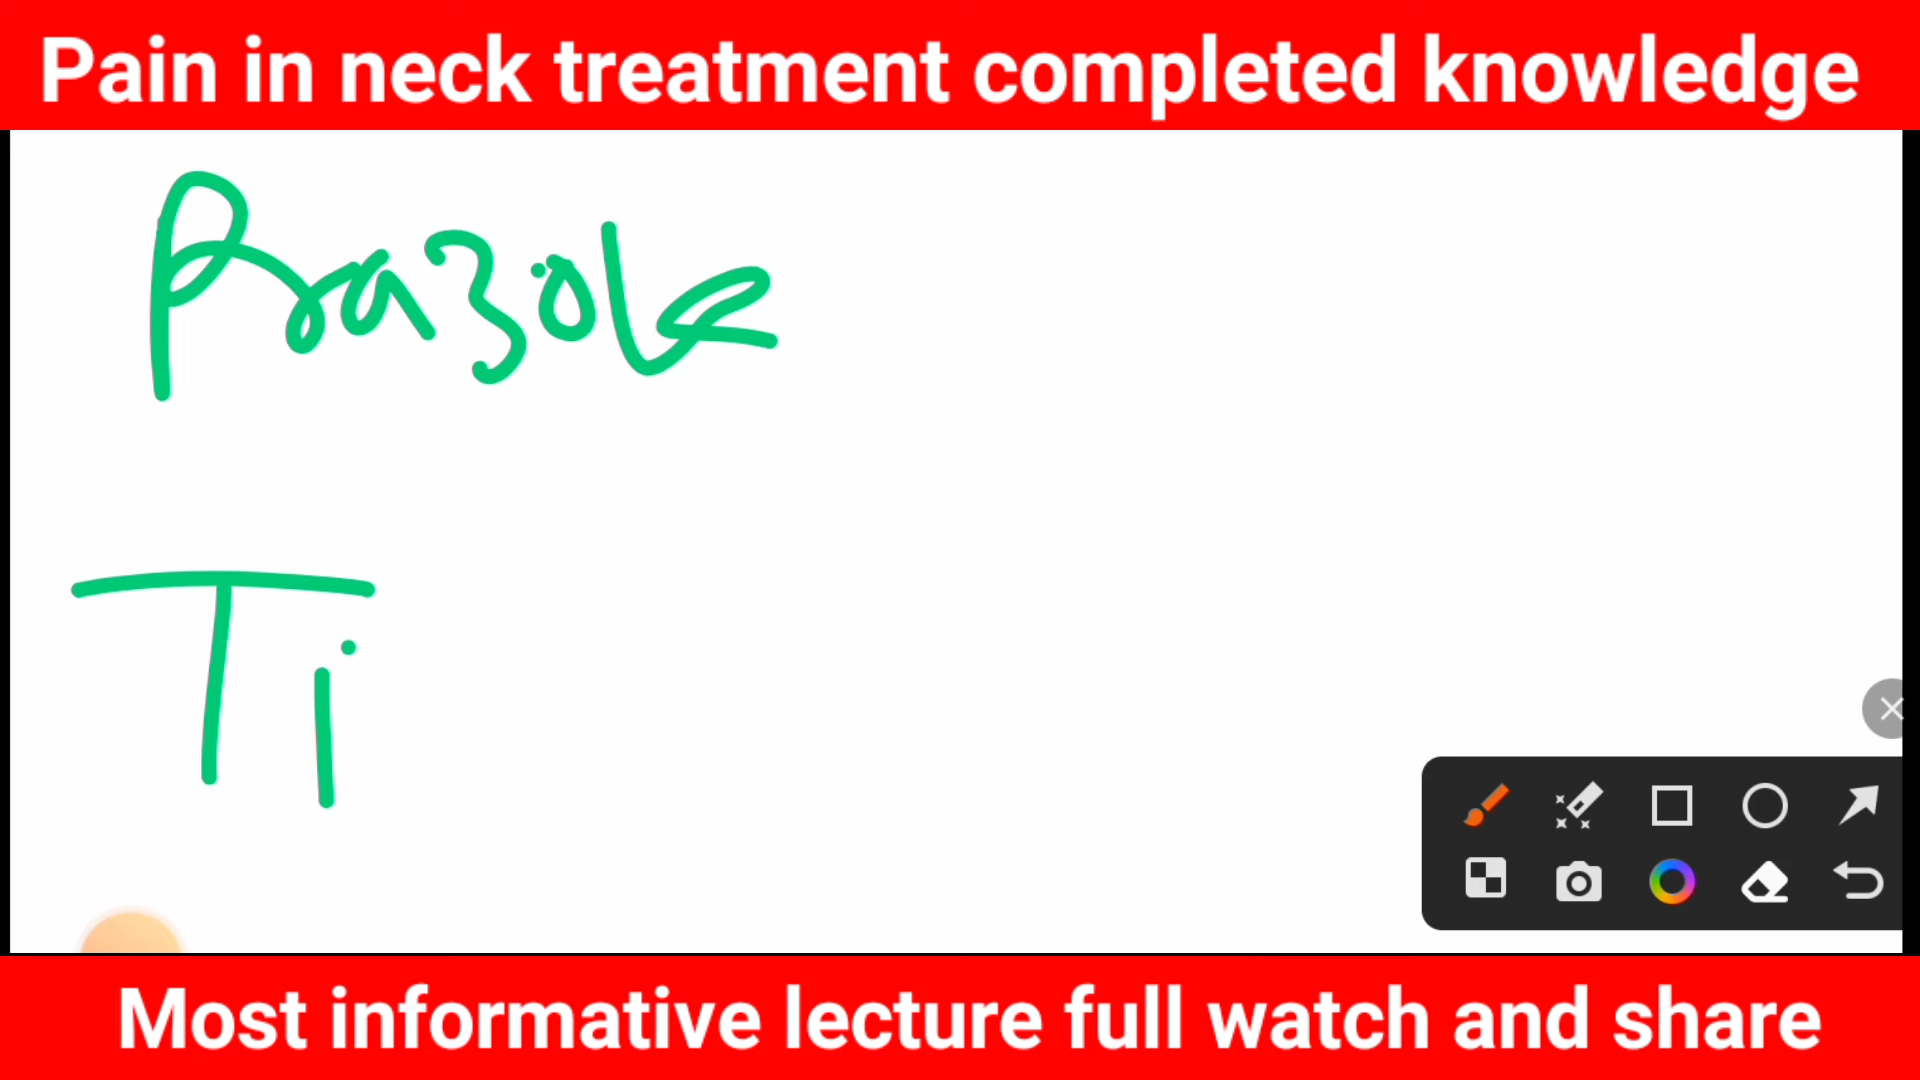 Pain in neck treatment completed knowledge
Prazole
Ti
Most informative lecture full watch and share